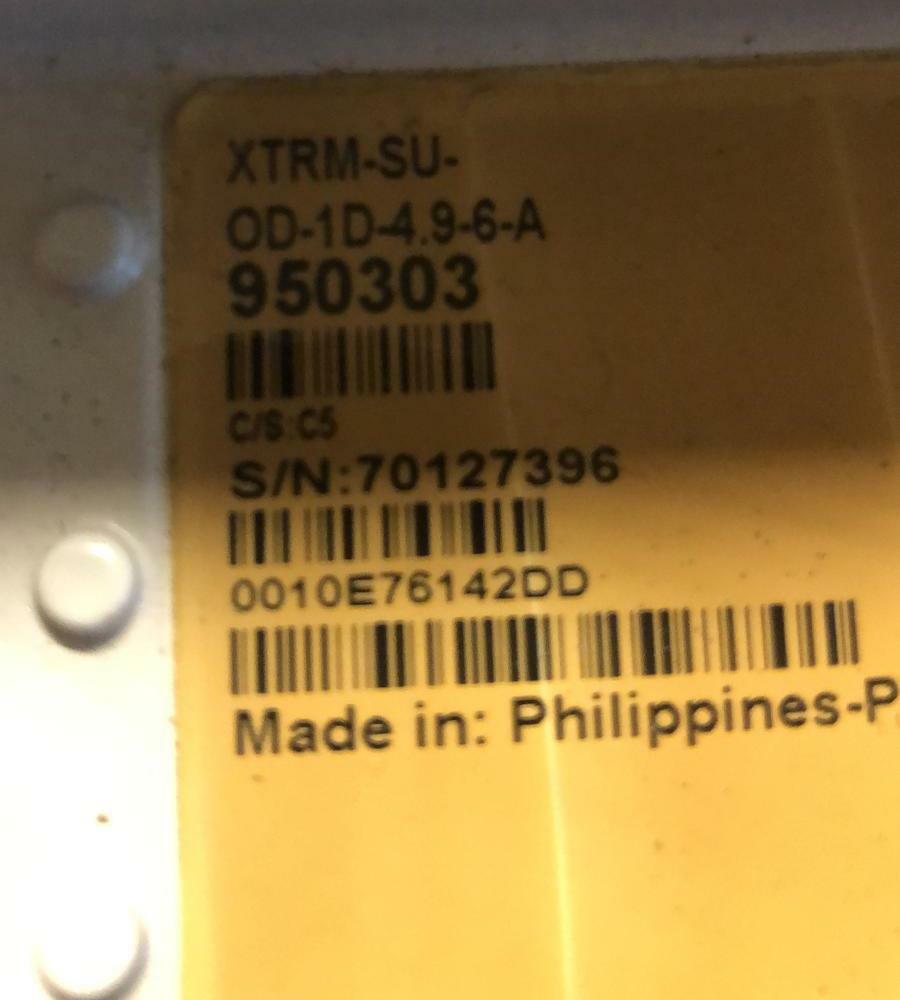 XTRM-SU-
OD-1D-4.9-6-A
950303
C/S:C5
S/N:70127396
0010E76142DD
Made in: Philippines-P